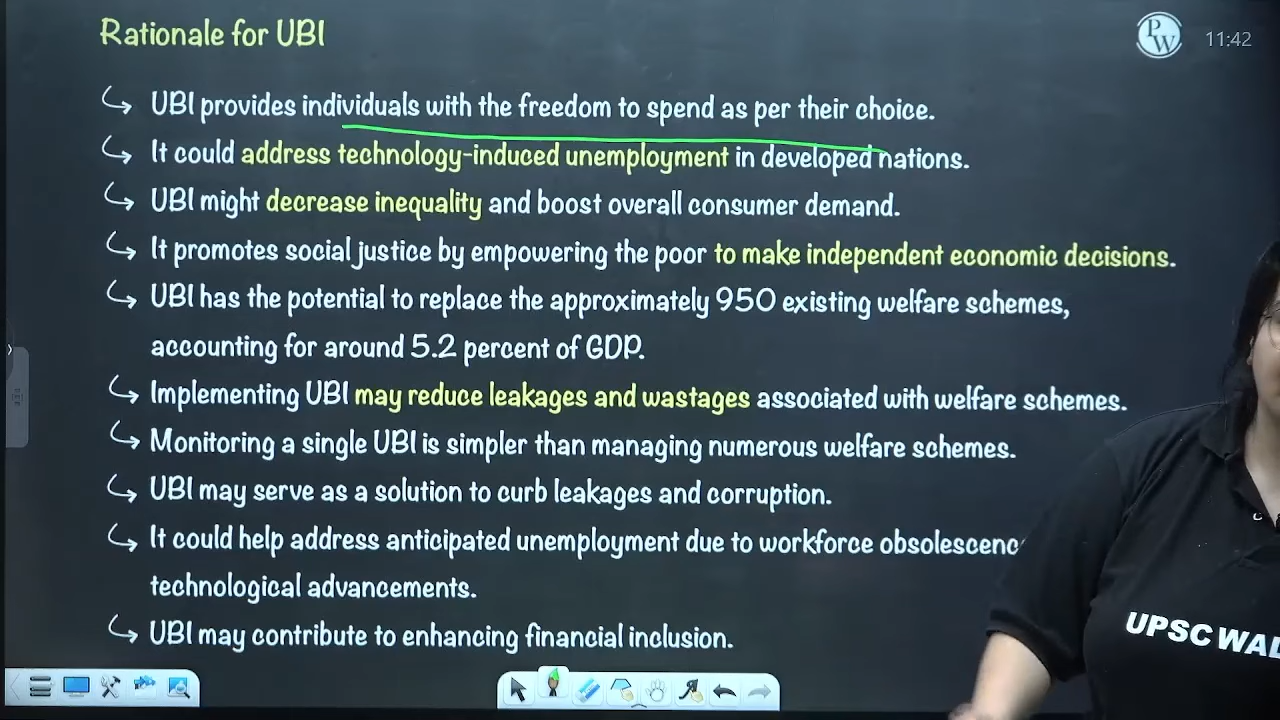 Rationale for UBI
PW
11:42
UBI provides individuals with the freedom to spend as per their choice.
It could address technology-induced unemployment in developed nations.
UBI might decrease inequality and boost overall consumer demand.
It promotes social justice by empowering the poor to make independent economic decisions.
UBI has the potential to replace the approximately 950 existing welfare schemes,
accounting for around 5.2 percent of GDP.
Implementing UBI may reduce leakages and wastages associated with welfare schemes.
Monitoring a single UBI is simpler than managing numerous welfare schemes.
UBI may serve as a solution to curb leakages and corruption.
It could help address anticipated unemployment due to workforce
technological advancements.
UBI may contribute to enhancing financial inclusion.
UPSC